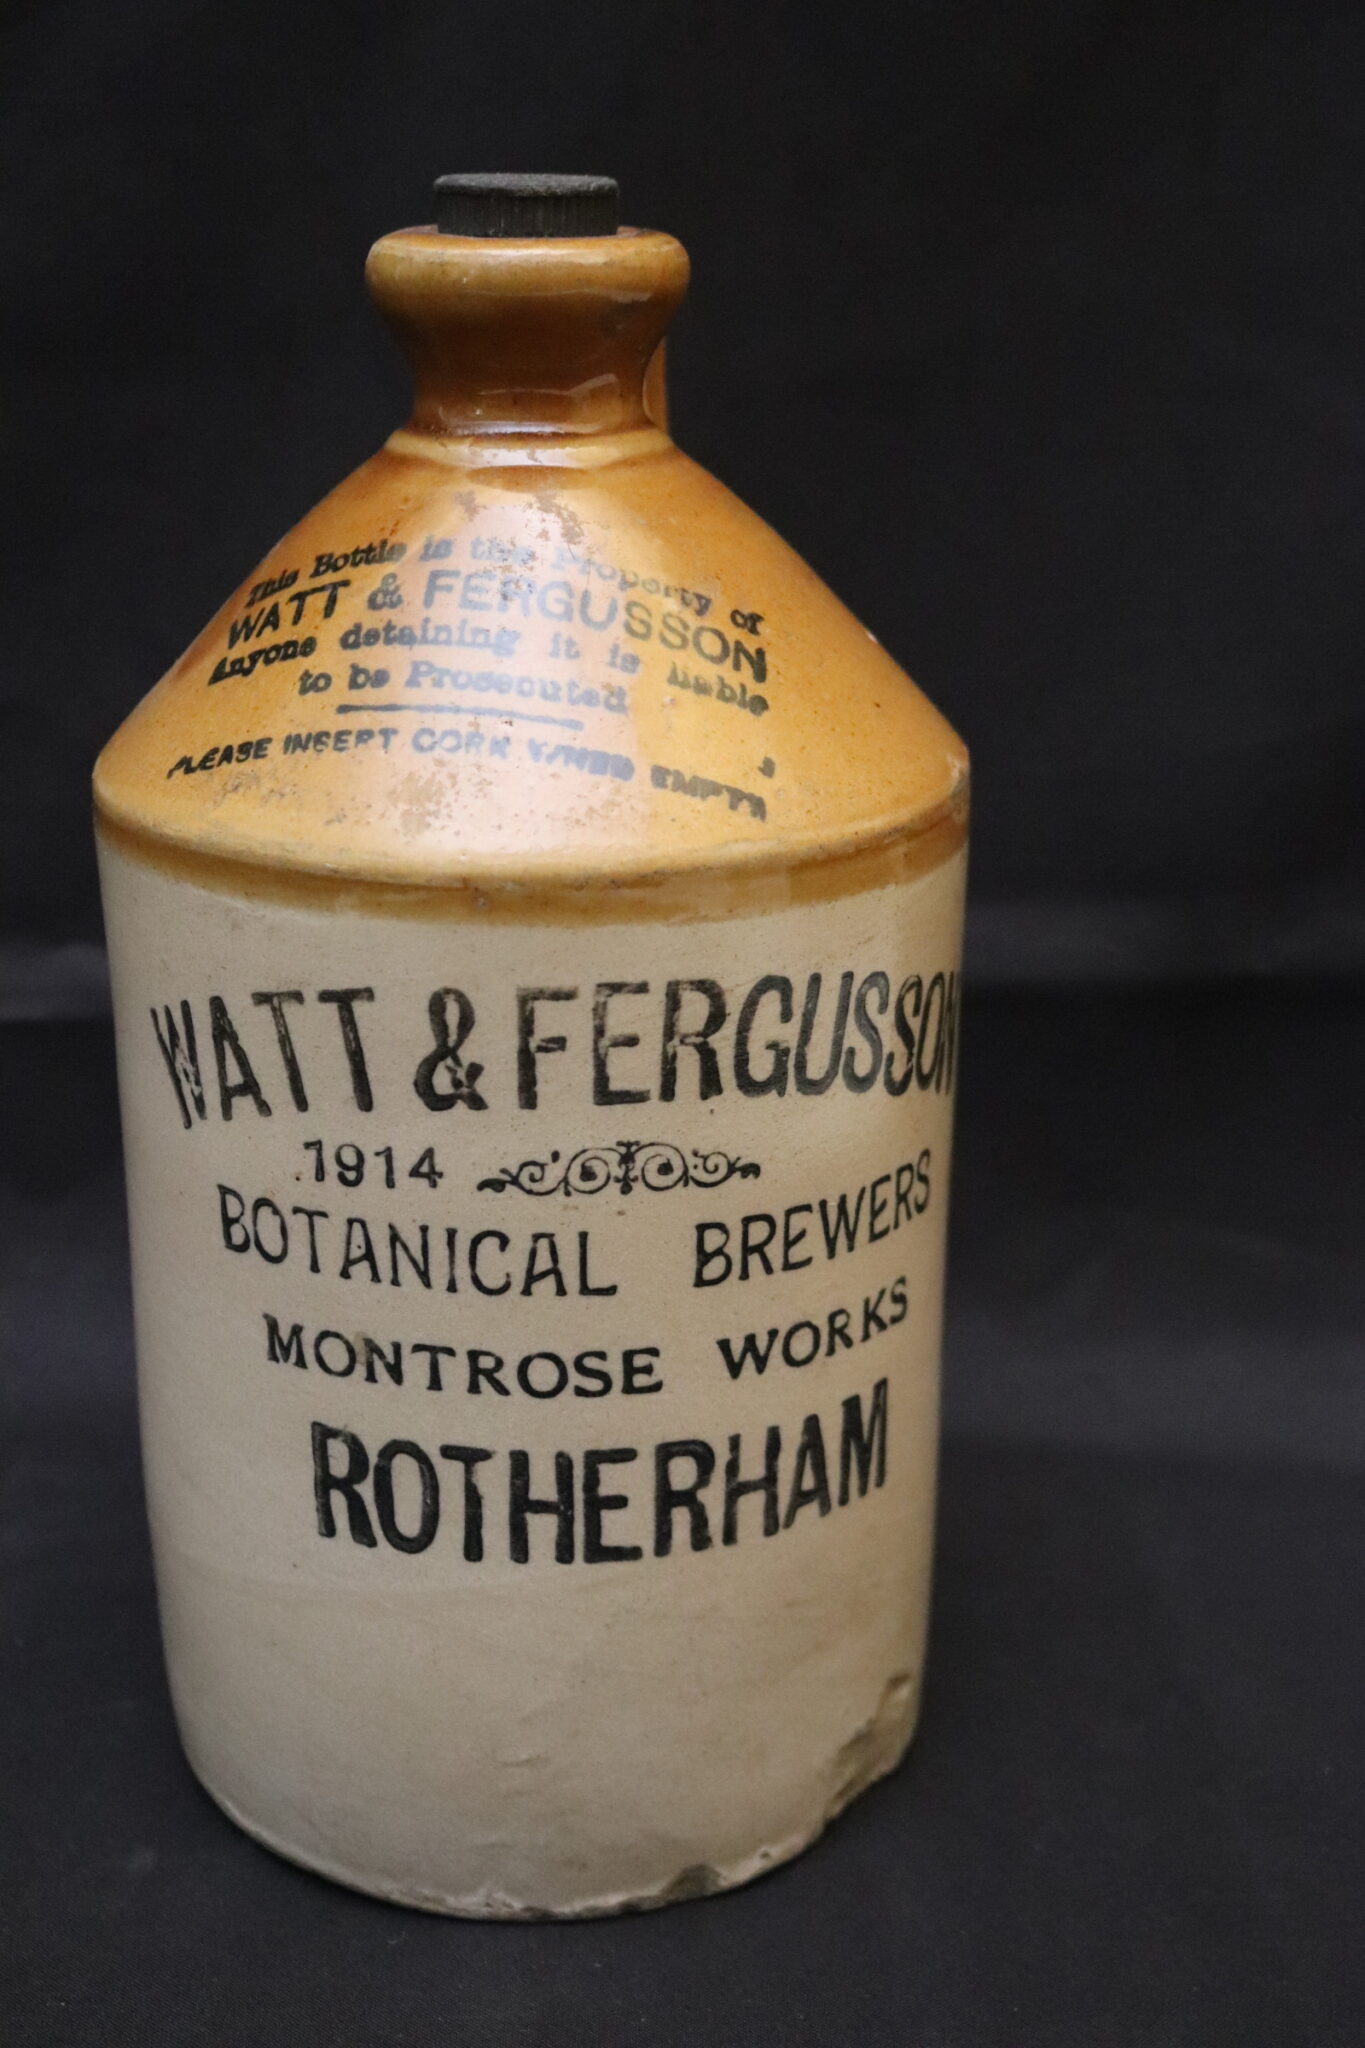 This Bottle is the Property of
WATT & FERGUSSON
Anyone detaining it is liable
to be Prosecuted
PLEASE INSERT CORK WHEN EMPTY
WATT & FERGUSSON
1914
BOTANICAL BREWERS
MONTROSE WORKS
ROTHERHAM